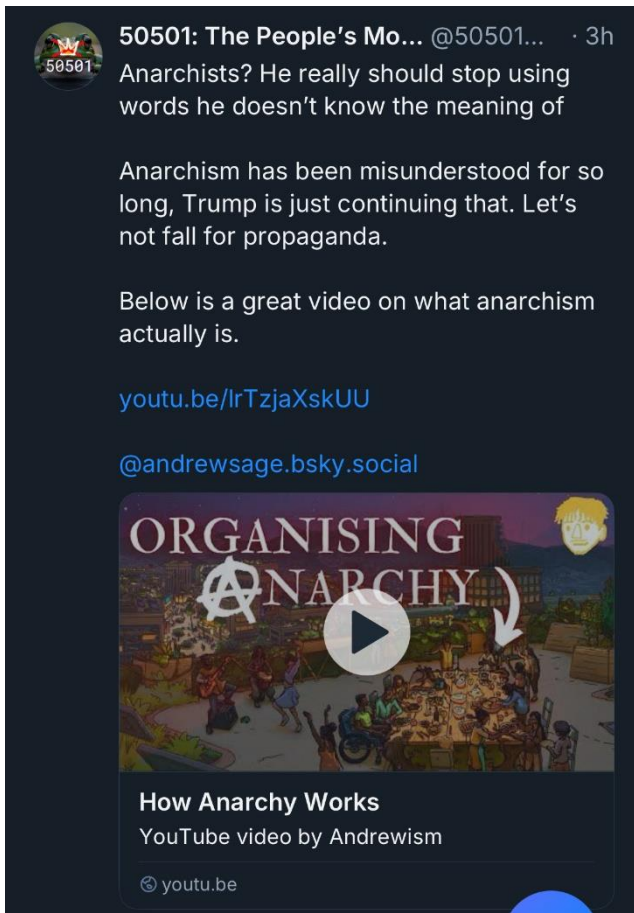 50501: The People’s Mo... @50501... · 3h
50501
Anarchists? He really should stop using
words he doesn’t know the meaning of
Anarchism has been misunderstood for so
long, Trump is just continuing that. Let’s
not fall for propaganda.
Below is a great video on what anarchism
actually is.
youtu.be/lrTzjaXskUU
@andrewsage.bsky.social
ORGANISING
ANARCHY
How Anarchy Works
YouTube video by Andrewism
youtu.be